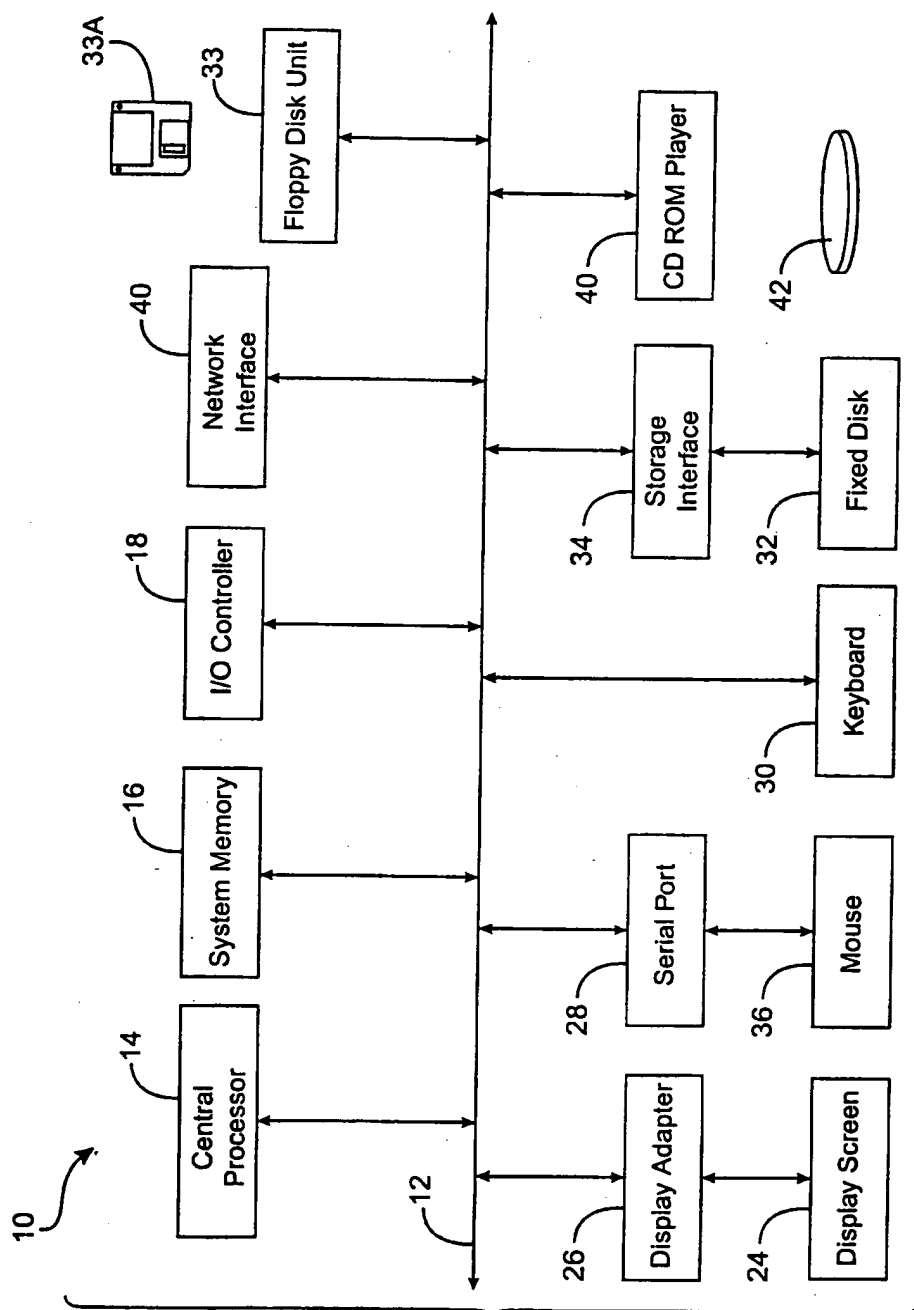 10
14
Central
Processor
16
System Memory
18
I/O Controller
40
Network
Interface
33
Floppy Disk Unit
33A
12
26
Display Adapter
28
Serial Port
34
Storage
Interface
40
CD ROM Player
24
Display Screen
36
Mouse
30
Keyboard
32
Fixed Disk
42